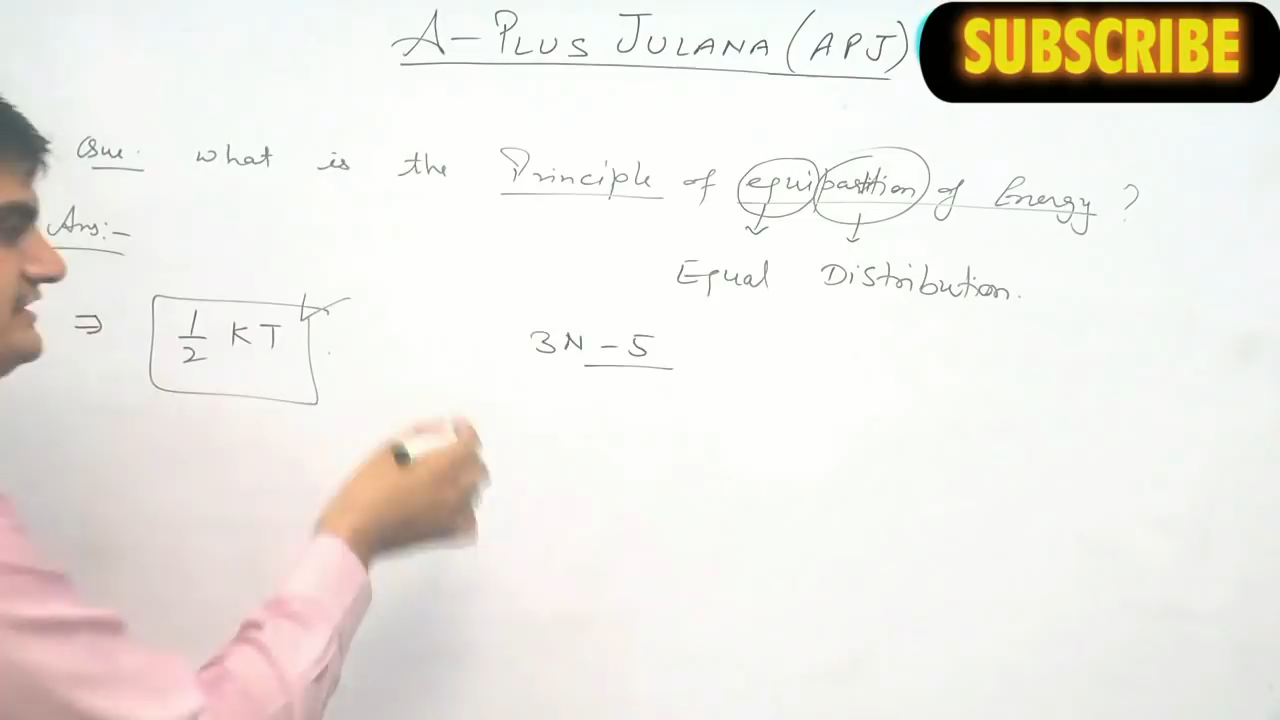 A-PLUS JULANA (APJ)
SUBSCRIBE
Que. What is the Principle of equipartition of Energy ?
Ans:-
Equal Distribution.
⇒ 1/2 KT
3N - 5